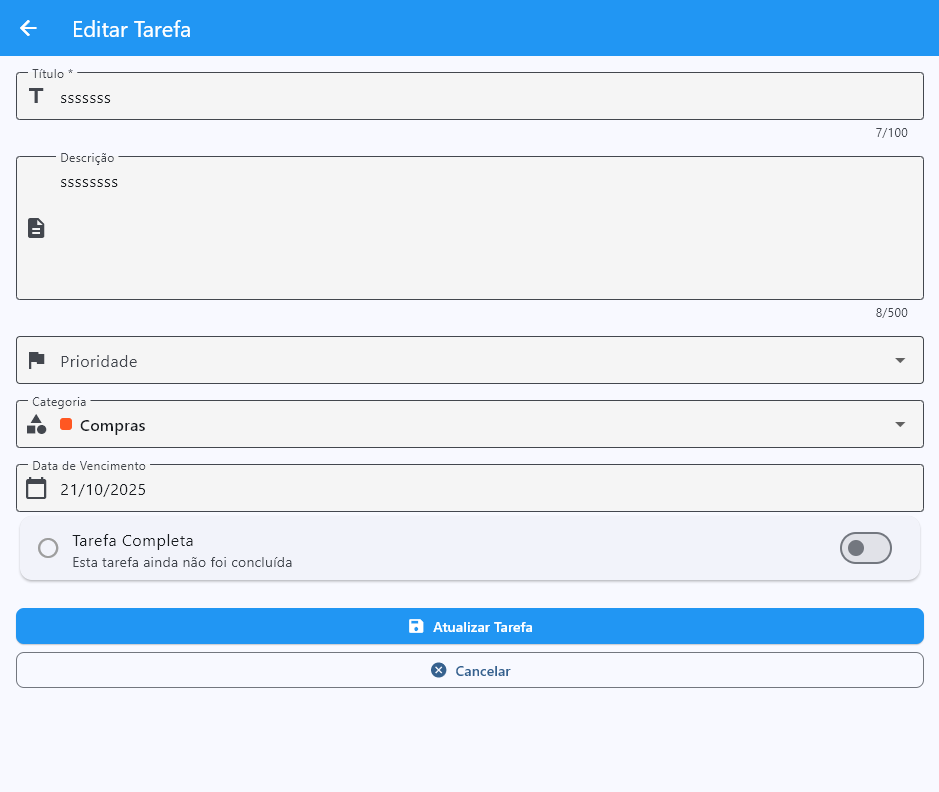 Editar Tarefa
Título *
sssssss
7/100
Descrição
ssssssss
8/500
Prioridade
Categoria
Compras
Data de Vencimento
21/10/2025
Tarefa Completa
Esta tarefa ainda não foi concluída
Atualizar Tarefa
Cancelar